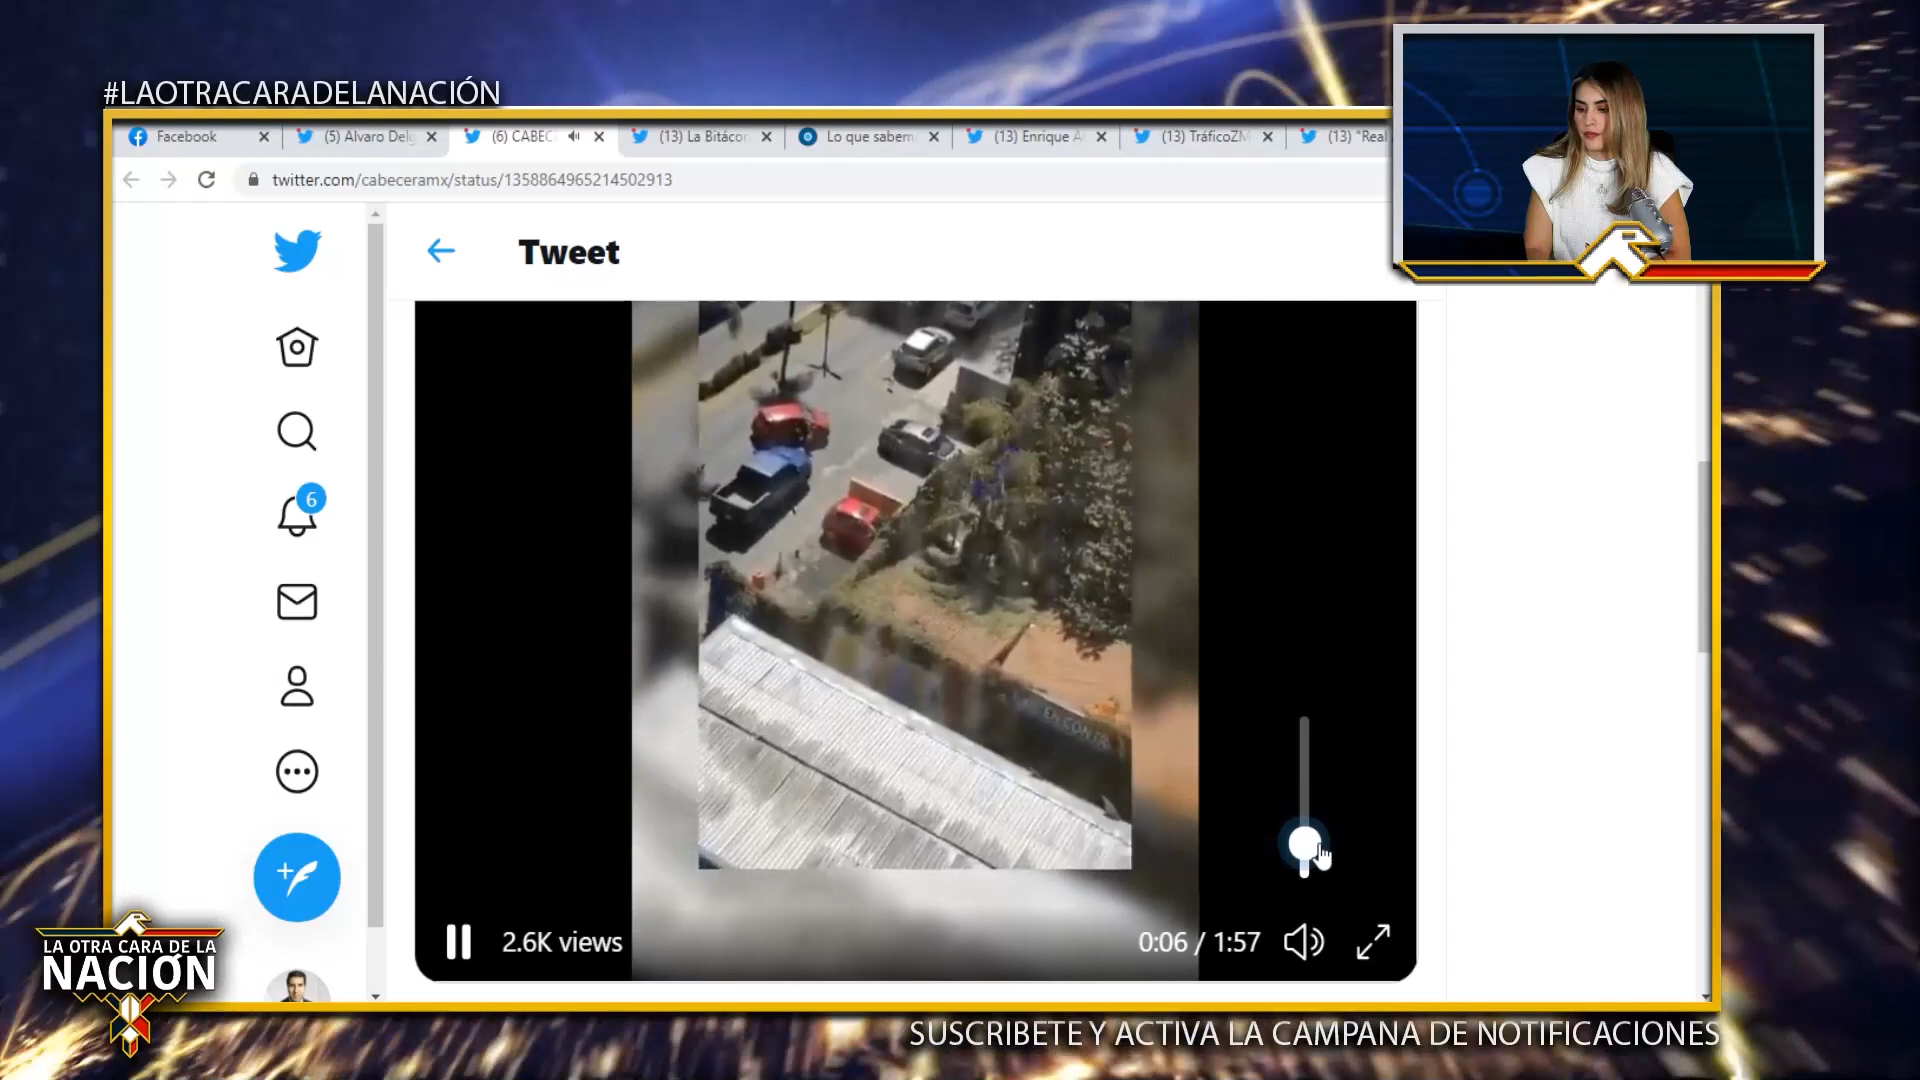 #LAOTRACARADELANACIÓN
Facebook
(5) Alvaro Delg
(6) CABEC
(13) La Bitácor
Lo que sabem
(13) Enrique A
(13) TráficoZM
(13) "Real
twitter.com/cabeceramx/status/1358864965214502913
Tweet
6
2.6K views
0:06 / 1:57
LA OTRA CARA DE LA
NACIÓN
SUSCRIBETE Y ACTIVA LA CAMPANA DE NOTIFICACIONES